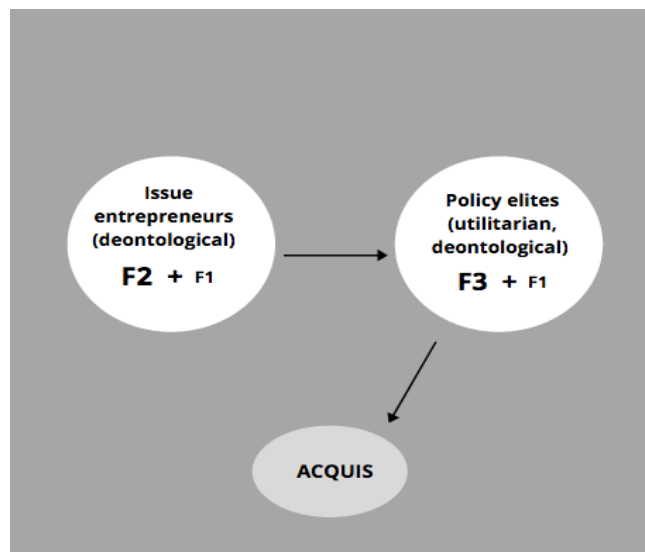 Issue
entrepreneurs
(deontological)
F2 + F1
Policy elites
(utilitarian,
deontological)
F3 + F1
ACQUIS